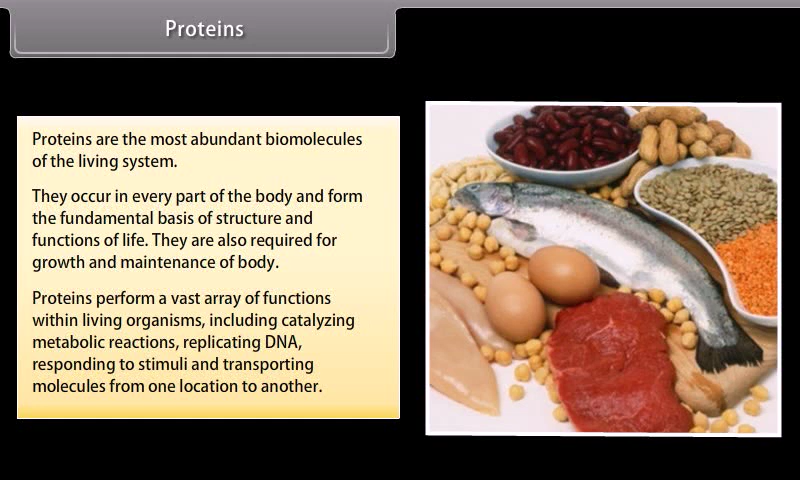 Proteins
Proteins are the most abundant biomolecules
of the living system.
They occur in every part of the body and form
the fundamental basis of structure and
functions of life. They are also required for
growth and maintenance of body.
Proteins perform a vast array of functions
within living organisms, including catalyzing
metabolic reactions, replicating DNA,
responding to stimuli and transporting
molecules from one location to another.